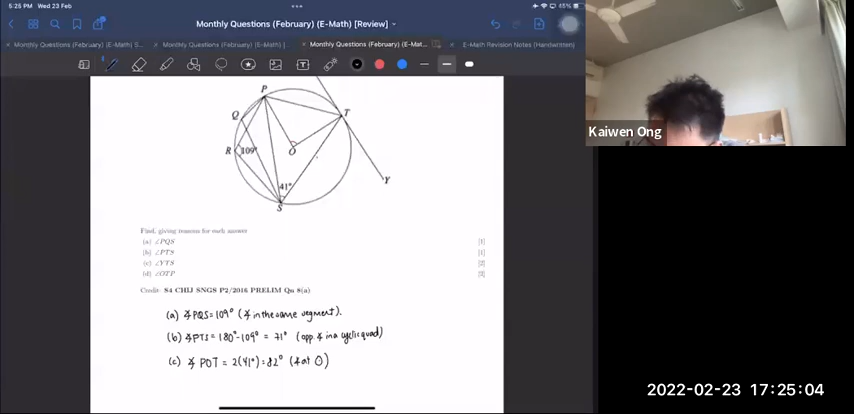 5:25 PM Wed 23 Feb
45%
Monthly Questions (February) (E-Math) [Review]
Monthly Questions (February) (E-Math) S...
Monthly Questions (February) (E-Math) [
Monthly Questions (February) (E-Mat...
E-Math Revision Notes (Handwritten)
P
Q
T
R 109°
O
Y
41°
S
Find, giving reasons for each answer
(a) ∠PQS [1]
(b) ∠PTS [1]
(c) ∠YTS [2]
(d) ∠OTP [2]
Credit: S4 CHIJ SNGS P2/2016 PRELIM Qn 8(a)
(a) ∡PQS = 109° (∡ in the same segment).
(b) ∡PTS = 180° - 109° = 71° (opp. ∡ in a cyclic quad)
(c) ∡ POT = 2(41°) = 82° (∡ at ⊙)
Kaiwen Ong
2022-02-23 17:25:04